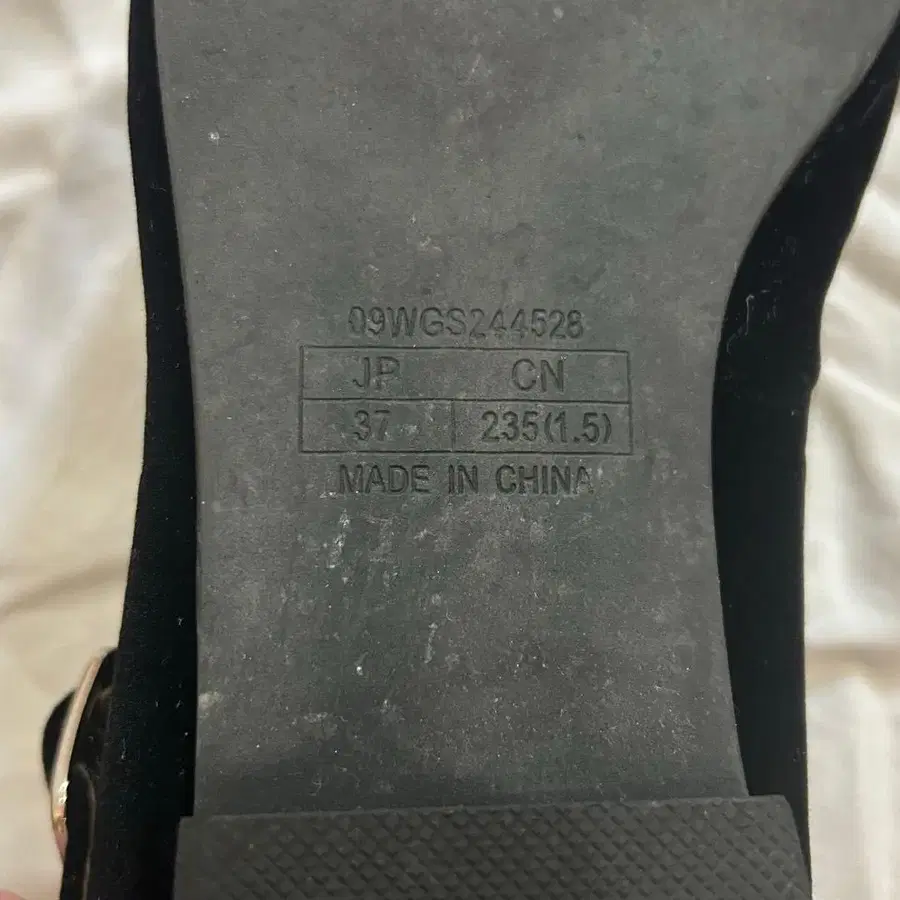 09WGS244528
JP CN
37 235(1.5)
MADE IN CHINA